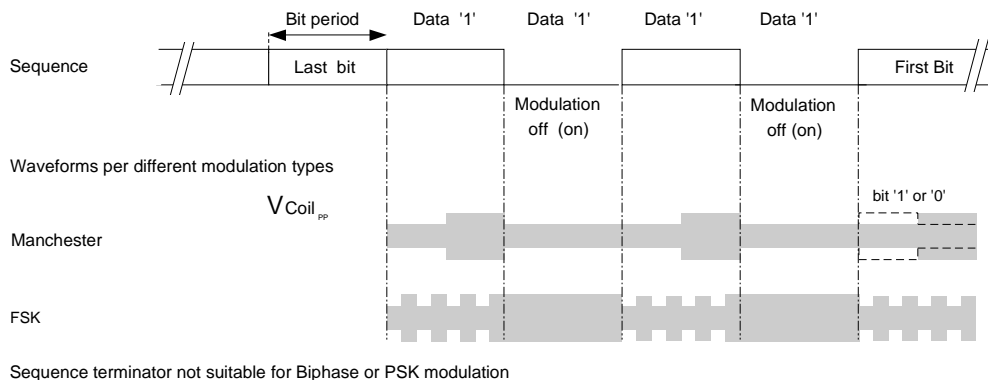 Bit period Data '1' Data '1' Data '1' Data '1'
Sequence Last bit First Bit
Modulation Modulation
off (on) off (on)
Waveforms per different modulation types
VCoil PP bit '1' or '0'
Manchester
FSK
Sequence terminator not suitable for Biphase or PSK modulation